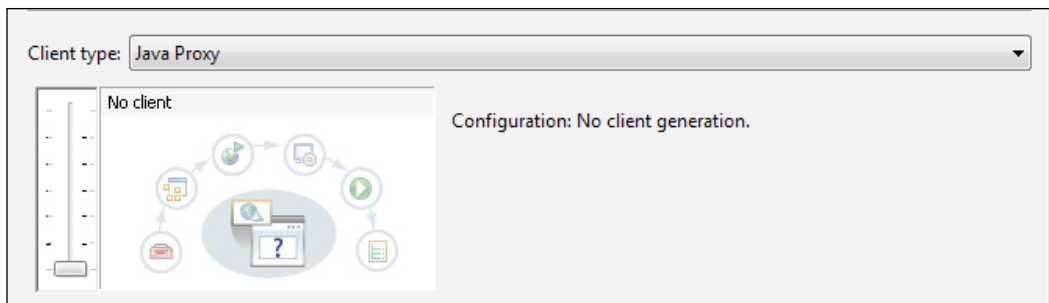 Client type: Java Proxy
No client
Configuration: No client generation.
?